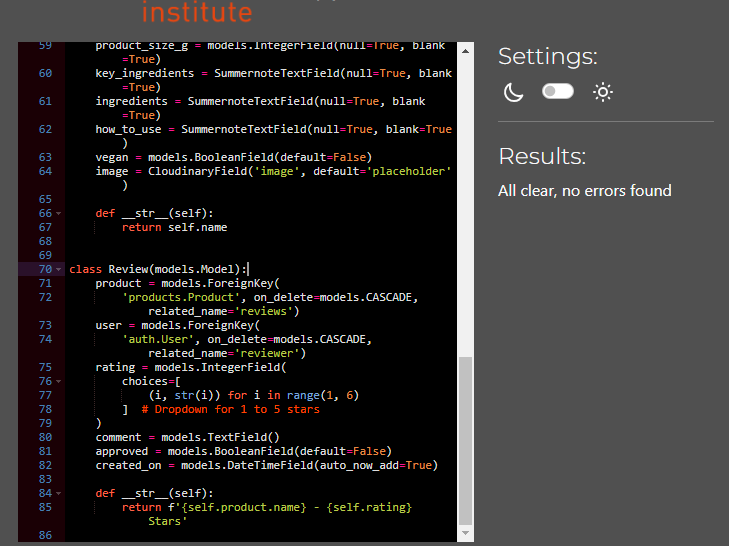 institute
59 product_size_g = models.IntegerField(null=True, blank
=True)
60 key_ingredients = SummernoteTextField(null=True, blank
=True)
61 ingredients = SummernoteTextField(null=True, blank
=True)
62 how_to_use = SummernoteTextField(null=True, blank=True
)
63 vegan = models.BooleanField(default=False)
64 image = CloudinaryField('image', default='placeholder'
)
65
66 def __str__(self):
67 return self.name
68
69
70 class Review(models.Model):
71 product = models.ForeignKey(
72 'products.Product', on_delete=models.CASCADE,
related_name='reviews')
73 user = models.ForeignKey(
74 'auth.User', on_delete=models.CASCADE,
related_name='reviewer')
75 rating = models.IntegerField(
76 choices=[
77 (i, str(i)) for i in range(1, 6)
78 ]  # Dropdown for 1 to 5 stars
79 )
80 comment = models.TextField()
81 approved = models.BooleanField(default=False)
82 created_on = models.DateTimeField(auto_now_add=True)
83
84 def __str__(self):
85 return f'{self.product.name} - {self.rating}
Stars'
86
Settings:
Results:
All clear, no errors found